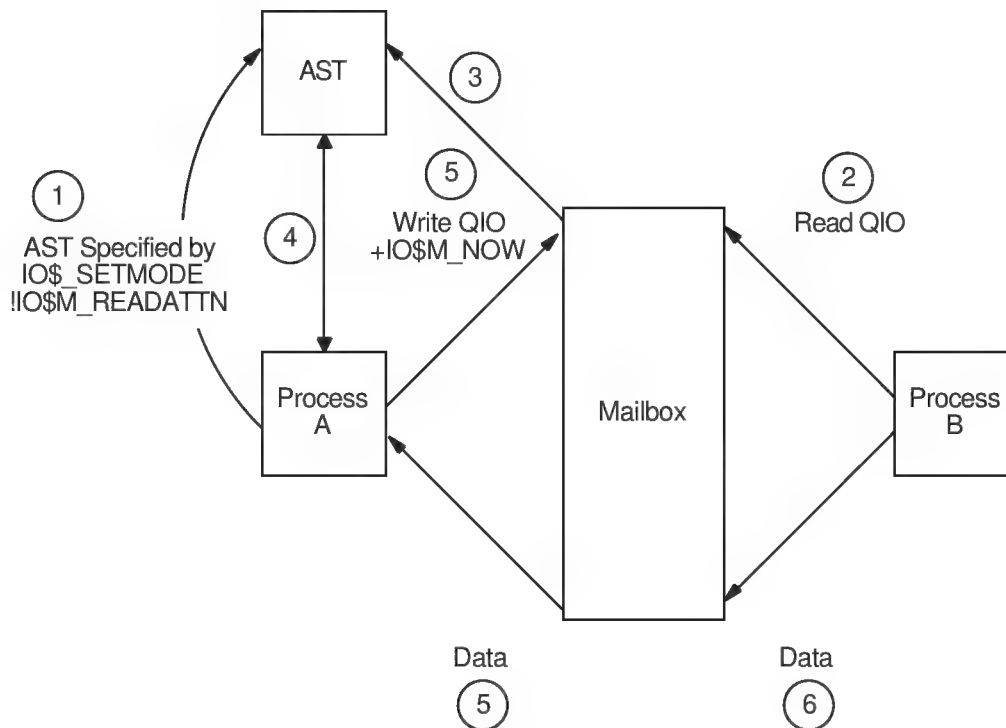 AST
3
1
5
2
4
Write QIO
+IO$M_NOW
Read QIO
AST Specified by
IO$_SETMODE
!IO$M_READATTN
Process
A
Mailbox
Process
B
Data
5
Data
6